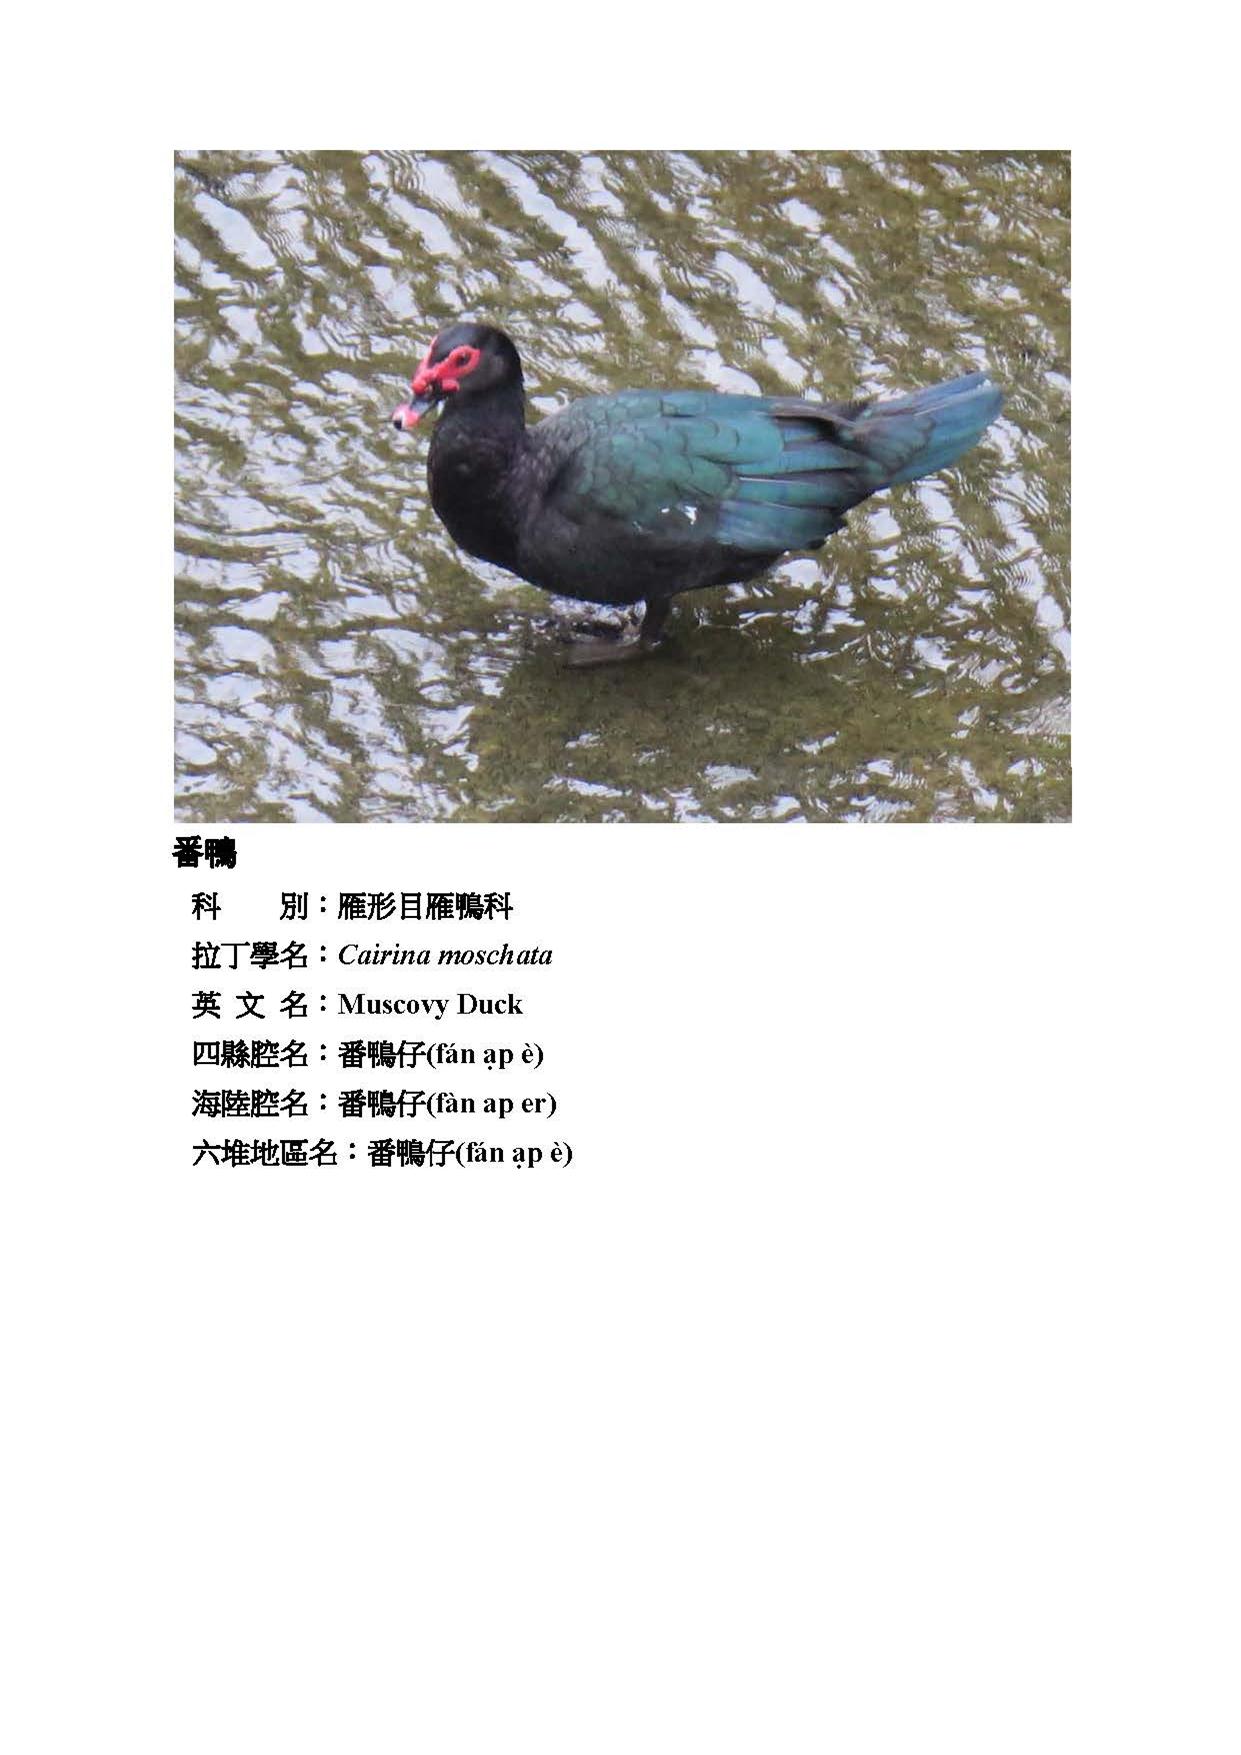 番鴨
科　　別：雁形目雁鴨科
拉丁學名：Cairina moschata
英 文 名：Muscovy Duck
四縣腔名：番鴨仔(fán ạp è)
海陸腔名：番鴨仔(fàn ap er)
六堆地區名：番鴨仔(fán ạp è)